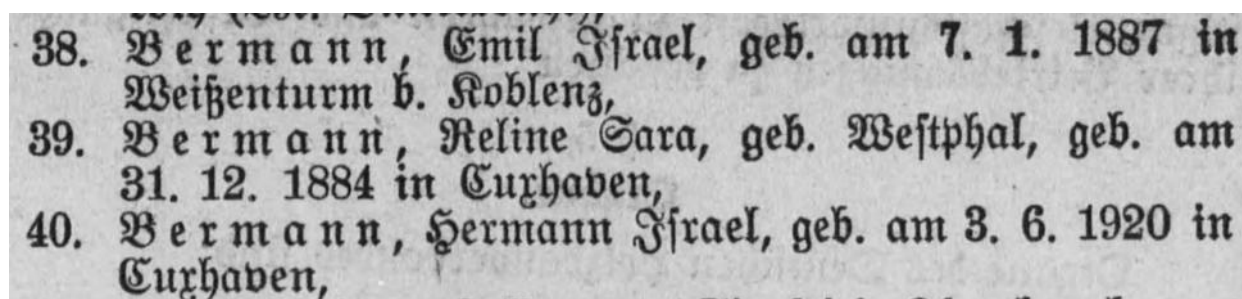 38. Bermann, Emil Israel, geb. am 7. 1. 1887 in
Weißenturm b. Koblenz,
39. Bermann, Reline Sara, geb. Westphal, geb. am
31. 12. 1884 in Cuxhaven,
40. Bermann, Hermann Israel, geb. am 3. 6. 1920 in
Cuxhaven,